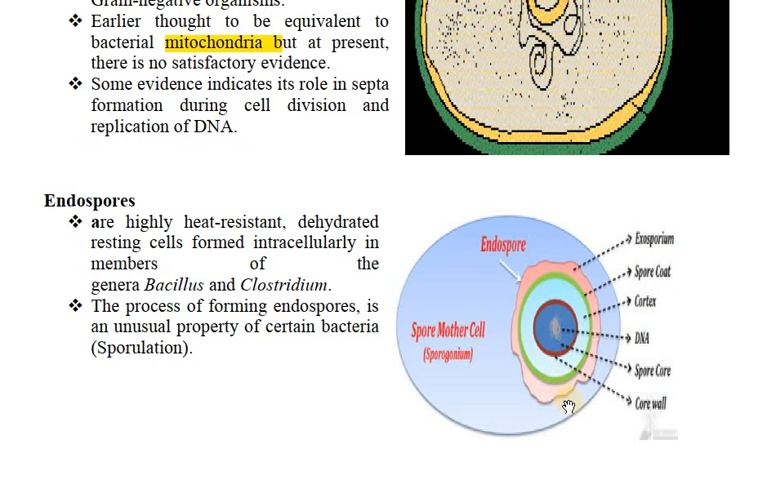 Gram-negative organisms.
❖ Earlier thought to be equivalent to
bacterial mitochondria but at present,
there is no satisfactory evidence.
❖ Some evidence indicates its role in septa
formation during cell division and
replication of DNA.
Endospores
❖ are highly heat-resistant, dehydrated
resting cells formed intracellularly in
members of the
genera Bacillus and Clostridium.
❖ The process of forming endospores, is
an unusual property of certain bacteria
(Sporulation).
Endospore
Spore Mother Cell
(Sporogonium)
Exosporium
Spore Coat
Cortex
DNA
Spore Core
Core wall